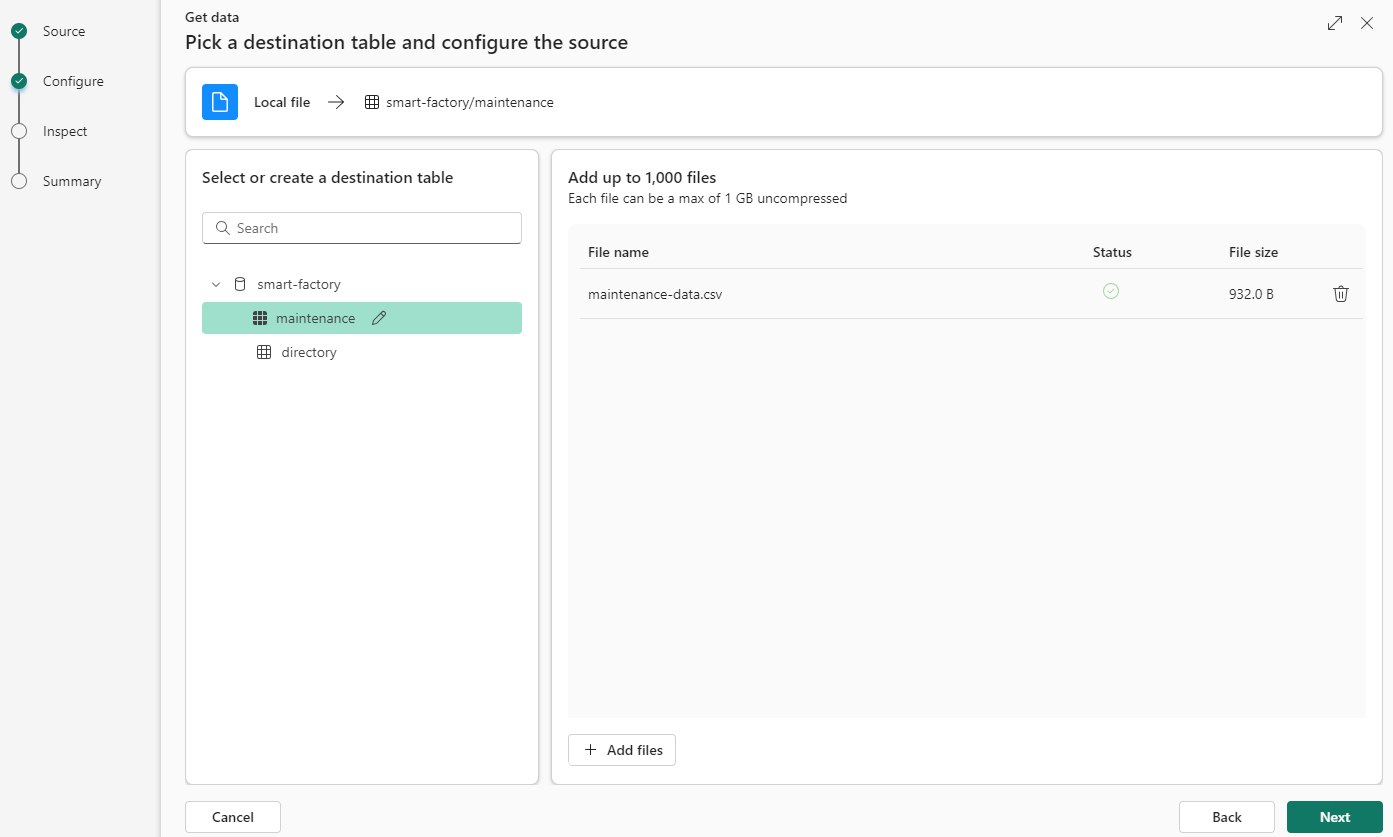 Source
Configure
Inspect
Summary
Get data
Pick a destination table and configure the source
Local file smart-factory/maintenance
Select or create a destination table
Search
smart-factory
maintenance
directory
Add up to 1,000 files
Each file can be a max of 1 GB uncompressed
File name Status File size
maintenance-data.csv 932.0 B
Add files
Cancel Back Next